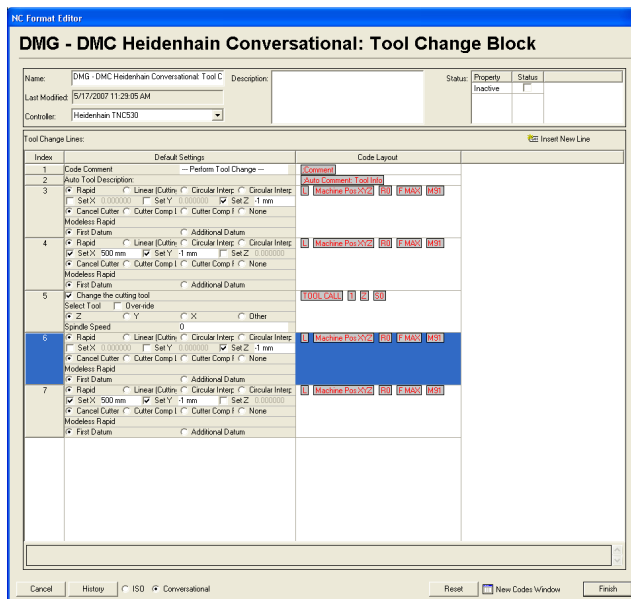 NC Format Editor
DMG - DMC Heidenhain Conversational: Tool Change Block
Name: DMG - DMC Heidenhain Conversational: Tool C Description: Status: Property Status
Inactive
Last Modified: 5/17/2007 11:29:05 AM
Controller: Heidenhain TNC530
Tool Change Lines: Insert New Line
Index Default Settings Code Layout
1 Code Comment --- Perform Tool Change --- Comment
2 Auto Tool Description: Auto Comment: Tool Info
3 Rapid Linear (Cuttin Circular Interp Circular Interp L Machine Pos XYZ R0 F MAX M91
Set X 0.000000 Set Y 0.000000 Set Z -1 mm
Cancel Cutter Cutter Comp L Cutter Comp F None
Modeless Rapid
First Datum Additional Datum
4 Rapid Linear (Cuttin Circular Interp Circular Interp L Machine Pos XYZ R0 F MAX M91
Set X 500 mm Set Y -1 mm Set Z 0.000000
Cancel Cutter Cutter Comp L Cutter Comp F None
Modeless Rapid
First Datum Additional Datum
5 Change the cutting tool TOOL CALL 1 Z S0
Select Tool Over-ride
Z Y X Other
Spindle Speed 0
6 Rapid Linear (Cuttin Circular Interp Circular Interp L Machine Pos XYZ R0 F MAX M91
Set X 0.000000 Set Y 0.000000 Set Z -1 mm
Cancel Cutter Cutter Comp L Cutter Comp F None
Modeless Rapid
First Datum Additional Datum
7 Rapid Linear (Cuttin Circular Interp Circular Interp L Machine Pos XYZ R0 F MAX M91
Set X 500 mm Set Y -1 mm Set Z 0.000000
Cancel Cutter Cutter Comp L Cutter Comp F None
Modeless Rapid
First Datum Additional Datum
Cancel History ISO Conversational Reset New Codes Window Finish